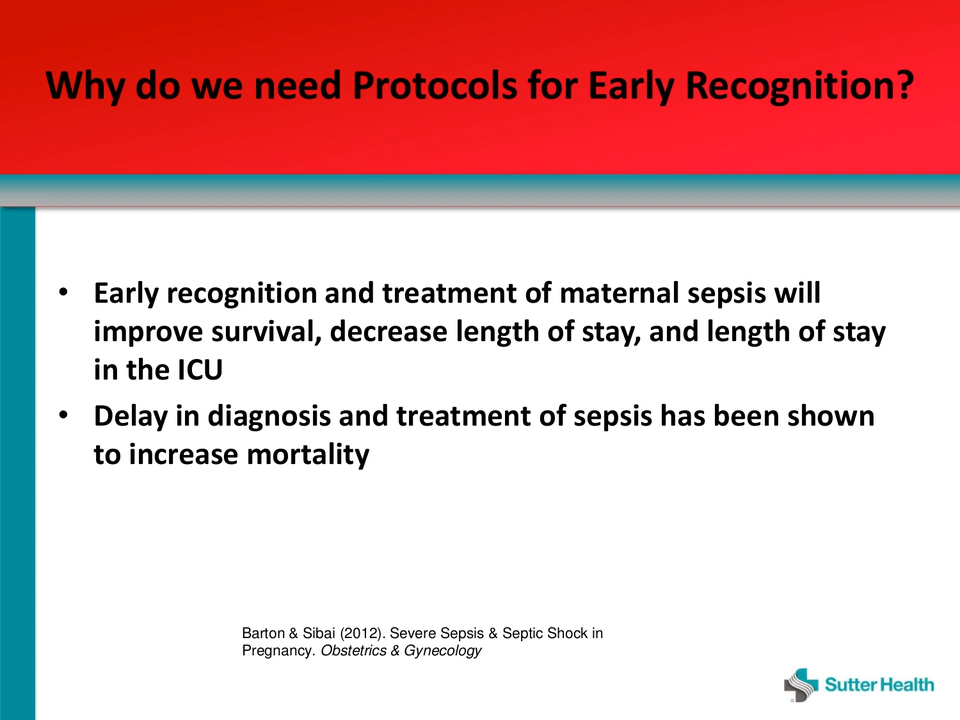 Why do we need Protocols for Early Recognition?
• Early recognition and treatment of maternal sepsis will
improve survival, decrease length of stay, and length of stay
in the ICU
• Delay in diagnosis and treatment of sepsis has been shown
to increase mortality
Barton & Sibai (2012). Severe Sepsis & Septic Shock in
Pregnancy. Obstetrics & Gynecology
Sutter Health